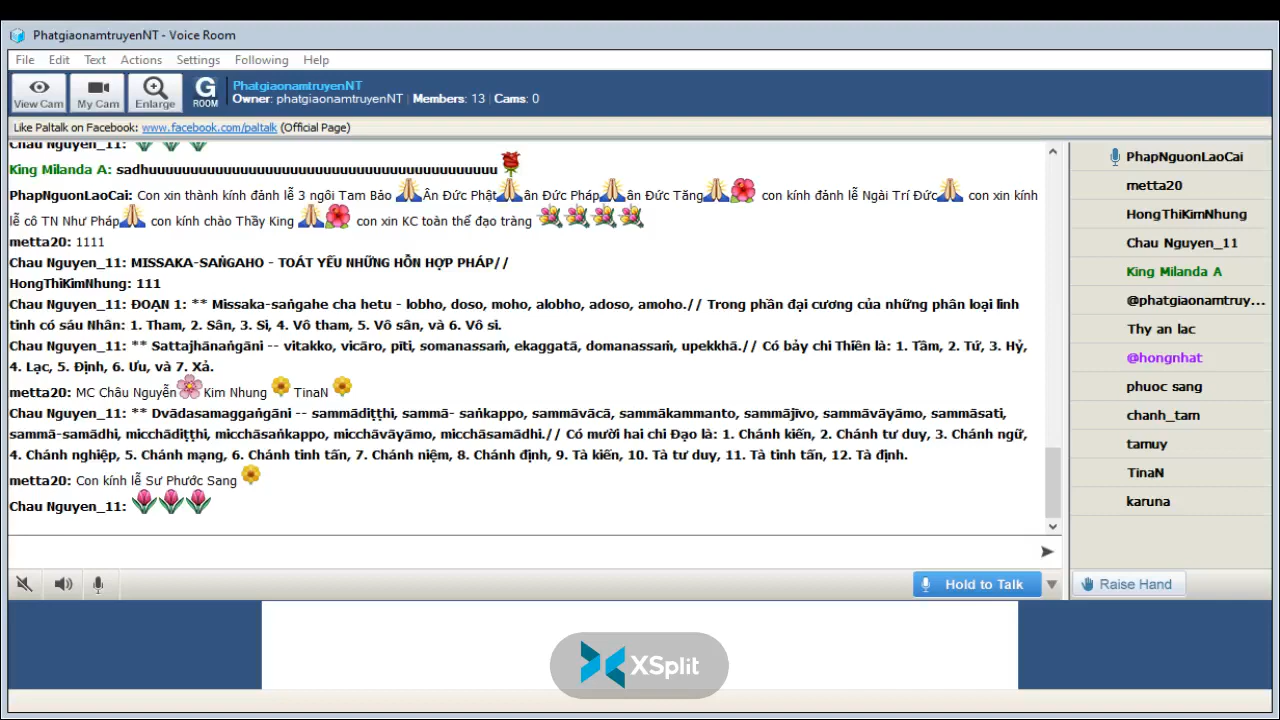 PhatgiaonamtruyenNT - Voice Room
File Edit Text Actions Settings Following Help
View Cam My Cam Enlarge G ROOM
PhatgiaonamtruyenNT
Owner: phatgiaonamtruyenNT | Members: 13 | Cams: 0
Like Paltalk on Facebook: www.facebook.com/paltalk (Official Page)
Chau Nguyen_11:
King Milanda A: sadhuuuuuuuuuuuuuuuuuuuuuuuuuuuuuuuuuuuuuuuuuuu
PhapNguonLaoCai: Con xin thành kính đảnh lễ 3 ngôi Tam Bảo Ân Đức Phật ân Đức Pháp ân Đức Tăng con kính đảnh lễ Ngài Trí Đức con xin kính
lễ cô TN Như Pháp con kính chào Thầy King con xin KC toàn thể đạo tràng
metta20: 1111
Chau Nguyen_11: MISSAKA-SAṄGAHO - TOÁT YẾU NHỮNG HỖN HỢP PHÁP//
HongThiKimNhung: 111
Chau Nguyen_11: ĐOẠN 1: ** Missaka-saṅgahe cha hetu - lobho, doso, moho, alobho, adoso, amoho.// Trong phần đại cương của những phân loại linh
tinh có sáu Nhân: 1. Tham, 2. Sân, 3. Si, 4. Vô tham, 5. Vô sân, và 6. Vô si.
Chau Nguyen_11: ** Sattajhānaṅgāni -- vitakko, vicāro, pīti, somanassaṁ, ekaggatā, domanassaṁ, upekkhā.// Có bảy chi Thiền là: 1. Tầm, 2. Tứ, 3. Hỷ,
4. Lạc, 5. Định, 6. Ưu, và 7. Xả.
metta20: MC Châu Nguyễn Kim Nhung TinaN
Chau Nguyen_11: ** Dvādasamaggaṅgāni -- sammādiṭṭhi, sammā- saṅkappo, sammāvācā, sammākammanto, sammājīvo, sammāvāyāmo, sammāsati,
sammā-samādhi, micchādiṭṭhi, micchāsaṅkappo, micchāvāyāmo, micchāsamādhi.// Có mười hai chi Đạo là: 1. Chánh kiến, 2. Chánh tư duy, 3. Chánh ngữ,
4. Chánh nghiệp, 5. Chánh mạng, 6. Chánh tinh tấn, 7. Chánh niệm, 8. Chánh định, 9. Tà kiến, 10. Tà tư duy, 11. Tà tinh tấn, 12. Tà định.
metta20: Con kính lễ Sư Phước Sang
Chau Nguyen_11:
PhapNguonLaoCai
metta20
HongThiKimNhung
Chau Nguyen_11
King Milanda A
@phatgiaonamtruy...
Thy an lac
@hongnhat
phuoc sang
chanh_tam
tamuy
TinaN
karuna
Hold to Talk
Raise Hand
XSplit